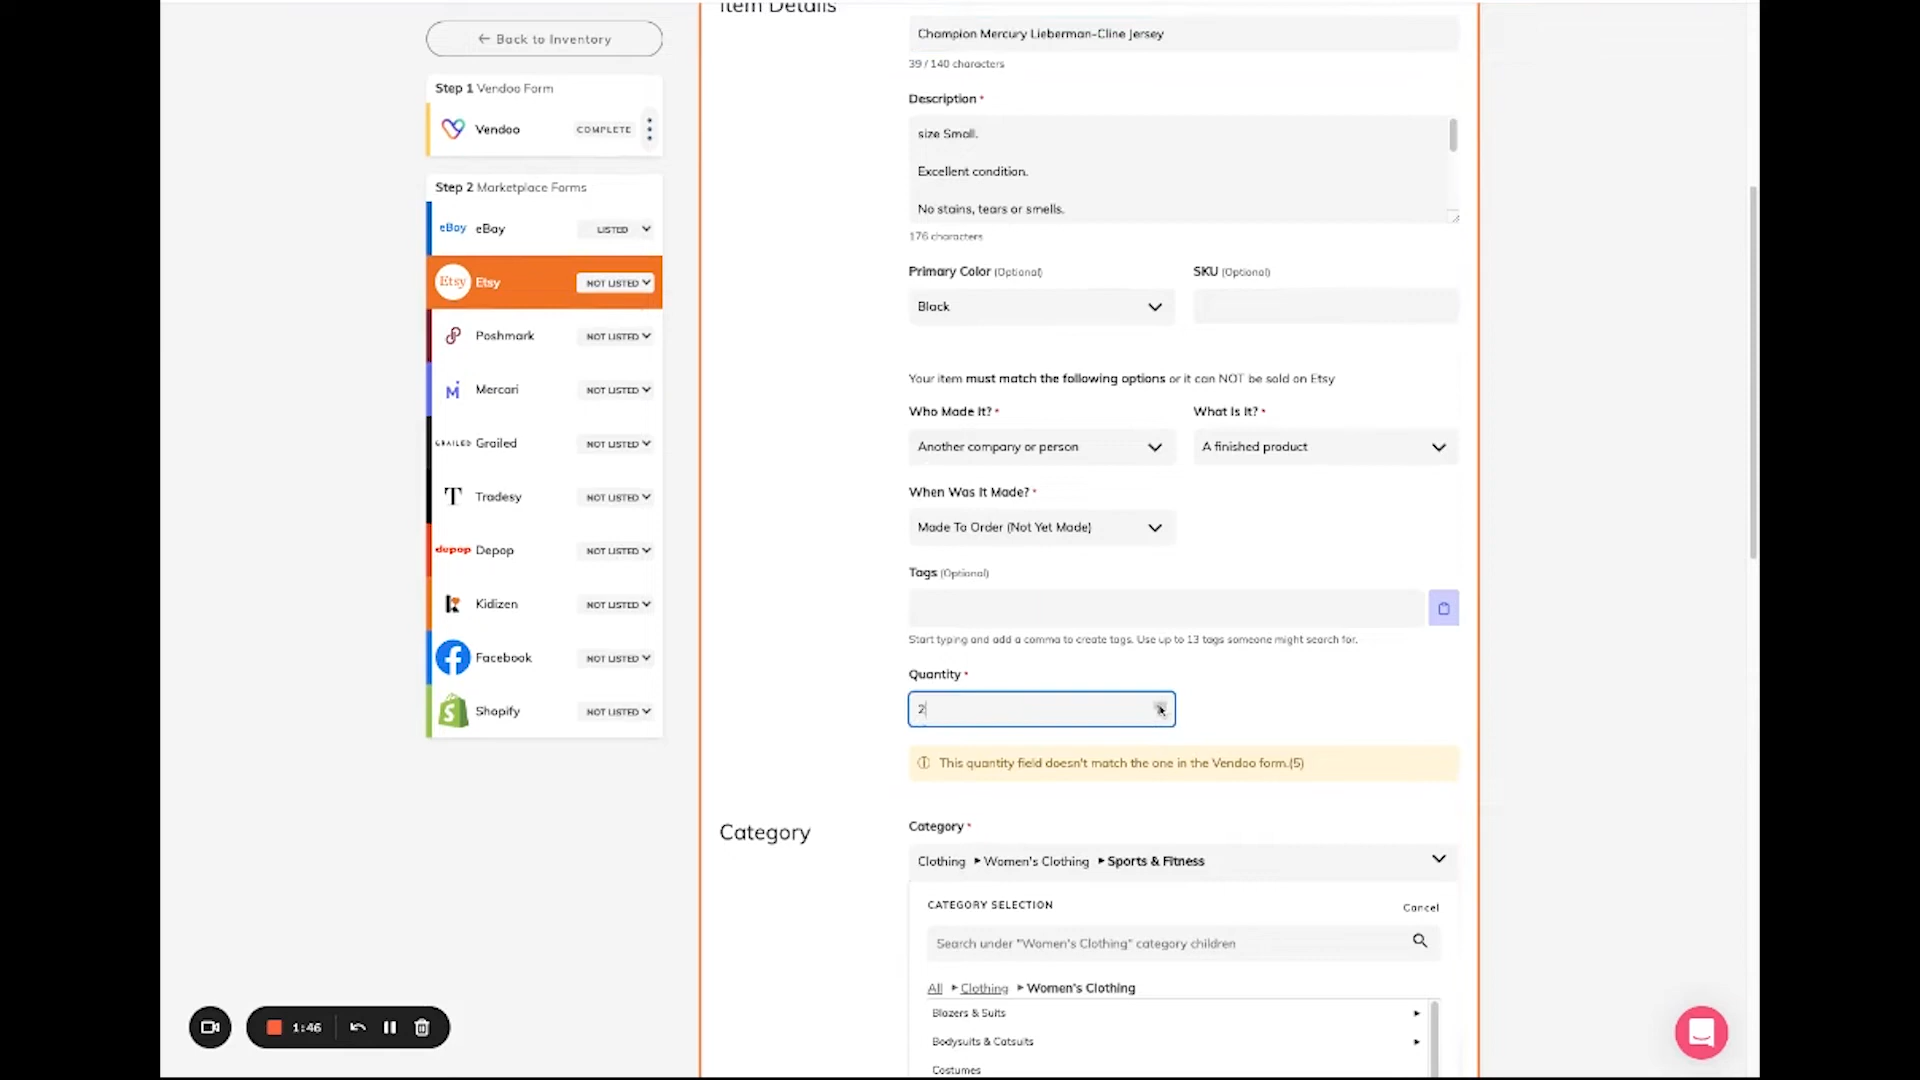 Item Details
← Back to Inventory
Champion Mercury Lieberman-Cline Jersey
39 / 140 characters
Step 1 Vendoo Form
Vendoo COMPLETE
Description *
size Small.
Excellent condition.
No stains, tears or smells.
176 characters
Step 2 Marketplace Forms
eBay eBay LISTED
Etsy Etsy NOT LISTED
Poshmark NOT LISTED
Mercari NOT LISTED
GRAILED Grailed NOT LISTED
T Tradesy NOT LISTED
depop Depop NOT LISTED
Kidizen NOT LISTED
Facebook NOT LISTED
Shopify NOT LISTED
Primary Color (Optional) SKU (Optional)
Black
Your item must match the following options or it can NOT be sold on Etsy
Who Made It? * What Is It? *
Another company or person A finished product
When Was It Made? *
Made To Order (Not Yet Made)
Tags (Optional)
Start typing and add a comma to create tags. Use up to 13 tags someone might search for.
Quantity *
2
This quantity field doesn't match the one in the Vendoo form.(5)
Category
Category *
Clothing ▸ Women's Clothing ▸ Sports & Fitness
CATEGORY SELECTION Cancel
Search under "Women's Clothing" category children
All ▸ Clothing ▸ Women's Clothing
Blazers & Suits
Bodysuits & Catsuits
Costumes
1:46